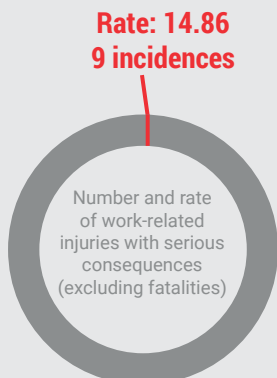 Rate: 14.86
9 incidences
Number and rate
of work-related
injuries with serious
consequences
(excluding fatalities)